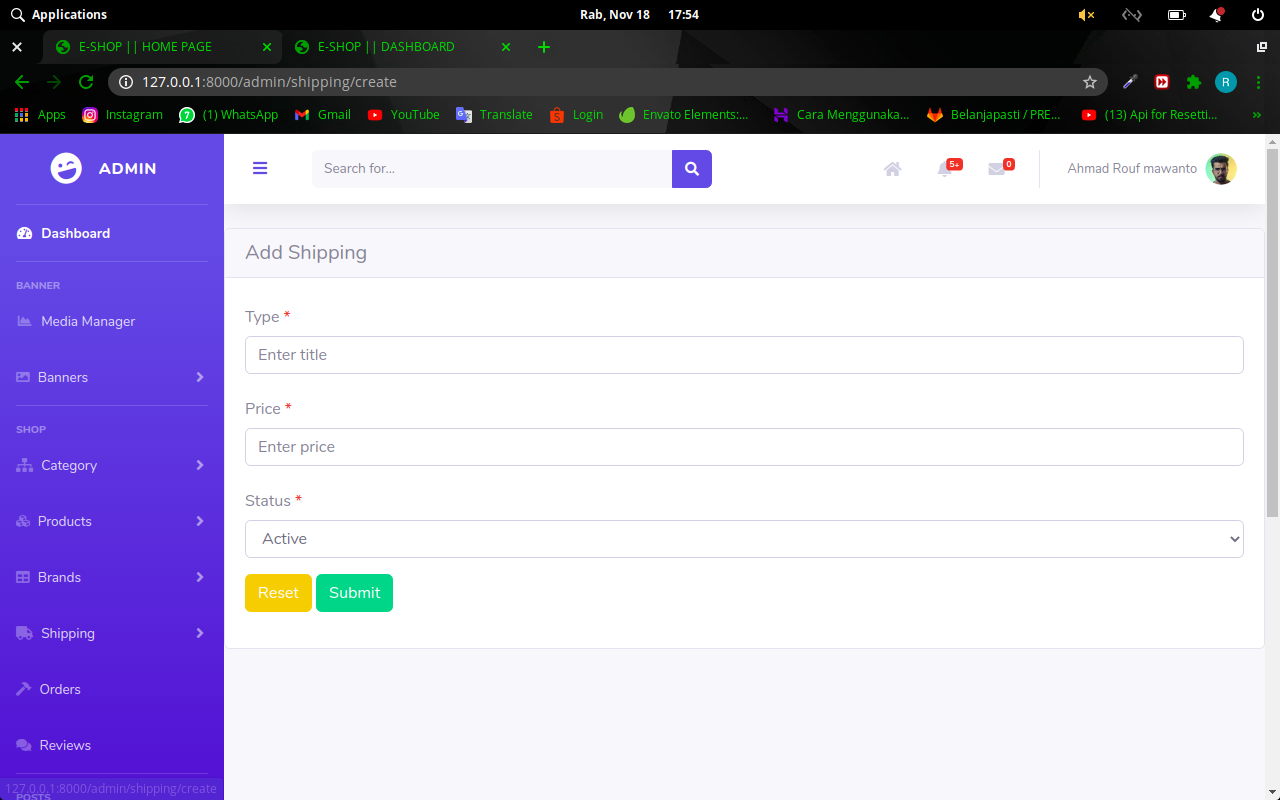 Applications
Rab, Nov 18 17:54
E-SHOP || HOME PAGE
E-SHOP || DASHBOARD
127.0.0.1:8000/admin/shipping/create
R
Apps
Instagram
(1) WhatsApp
Gmail
YouTube
Translate
Login
Envato Elements:...
Cara Menggunaka...
Belanjapasti / PRE...
(13) Api for Resetti...
ADMIN
Search for...
5+
0
Ahmad Rouf mawanto
Dashboard
BANNER
Media Manager
Banners
SHOP
Category
Products
Brands
Shipping
Orders
Reviews
POSTS
127.0.0.1:8000/admin/shipping/create
Add Shipping
Type *
Enter title
Price *
Enter price
Status *
Active
Reset
Submit